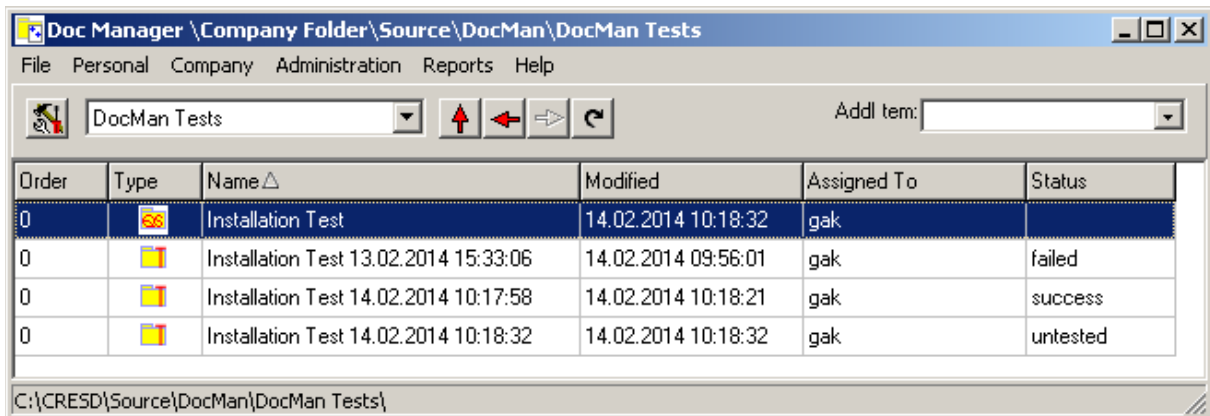 Doc Manager \Company Folder\Source\DocMan\DocMan Tests
File Personal Company Administration Reports Help
DocMan Tests Addl tem:
Order Type Name Modified Assigned To Status
0 Installation Test 14.02.2014 10:18:32 gak
0 Installation Test 13.02.2014 15:33:06 14.02.2014 09:56:01 gak failed
0 Installation Test 14.02.2014 10:17:58 14.02.2014 10:18:21 gak success
0 Installation Test 14.02.2014 10:18:32 14.02.2014 10:18:32 gak untested
C:\CRESD\Source\DocMan\DocMan Tests\